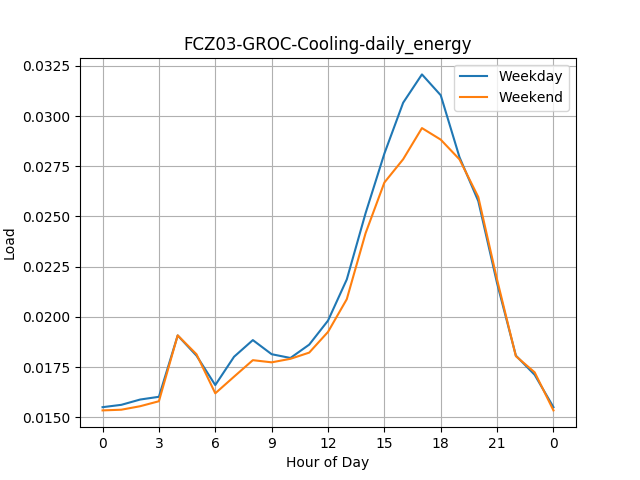 FCZ03-GROC-Cooling-daily_energy
Weekday
Weekend
Load
0.0325
0.0300
0.0275
0.0250
0.0225
0.0200
0.0175
0.0150
0 3 6 9 12 15 18 21 0
Hour of Day